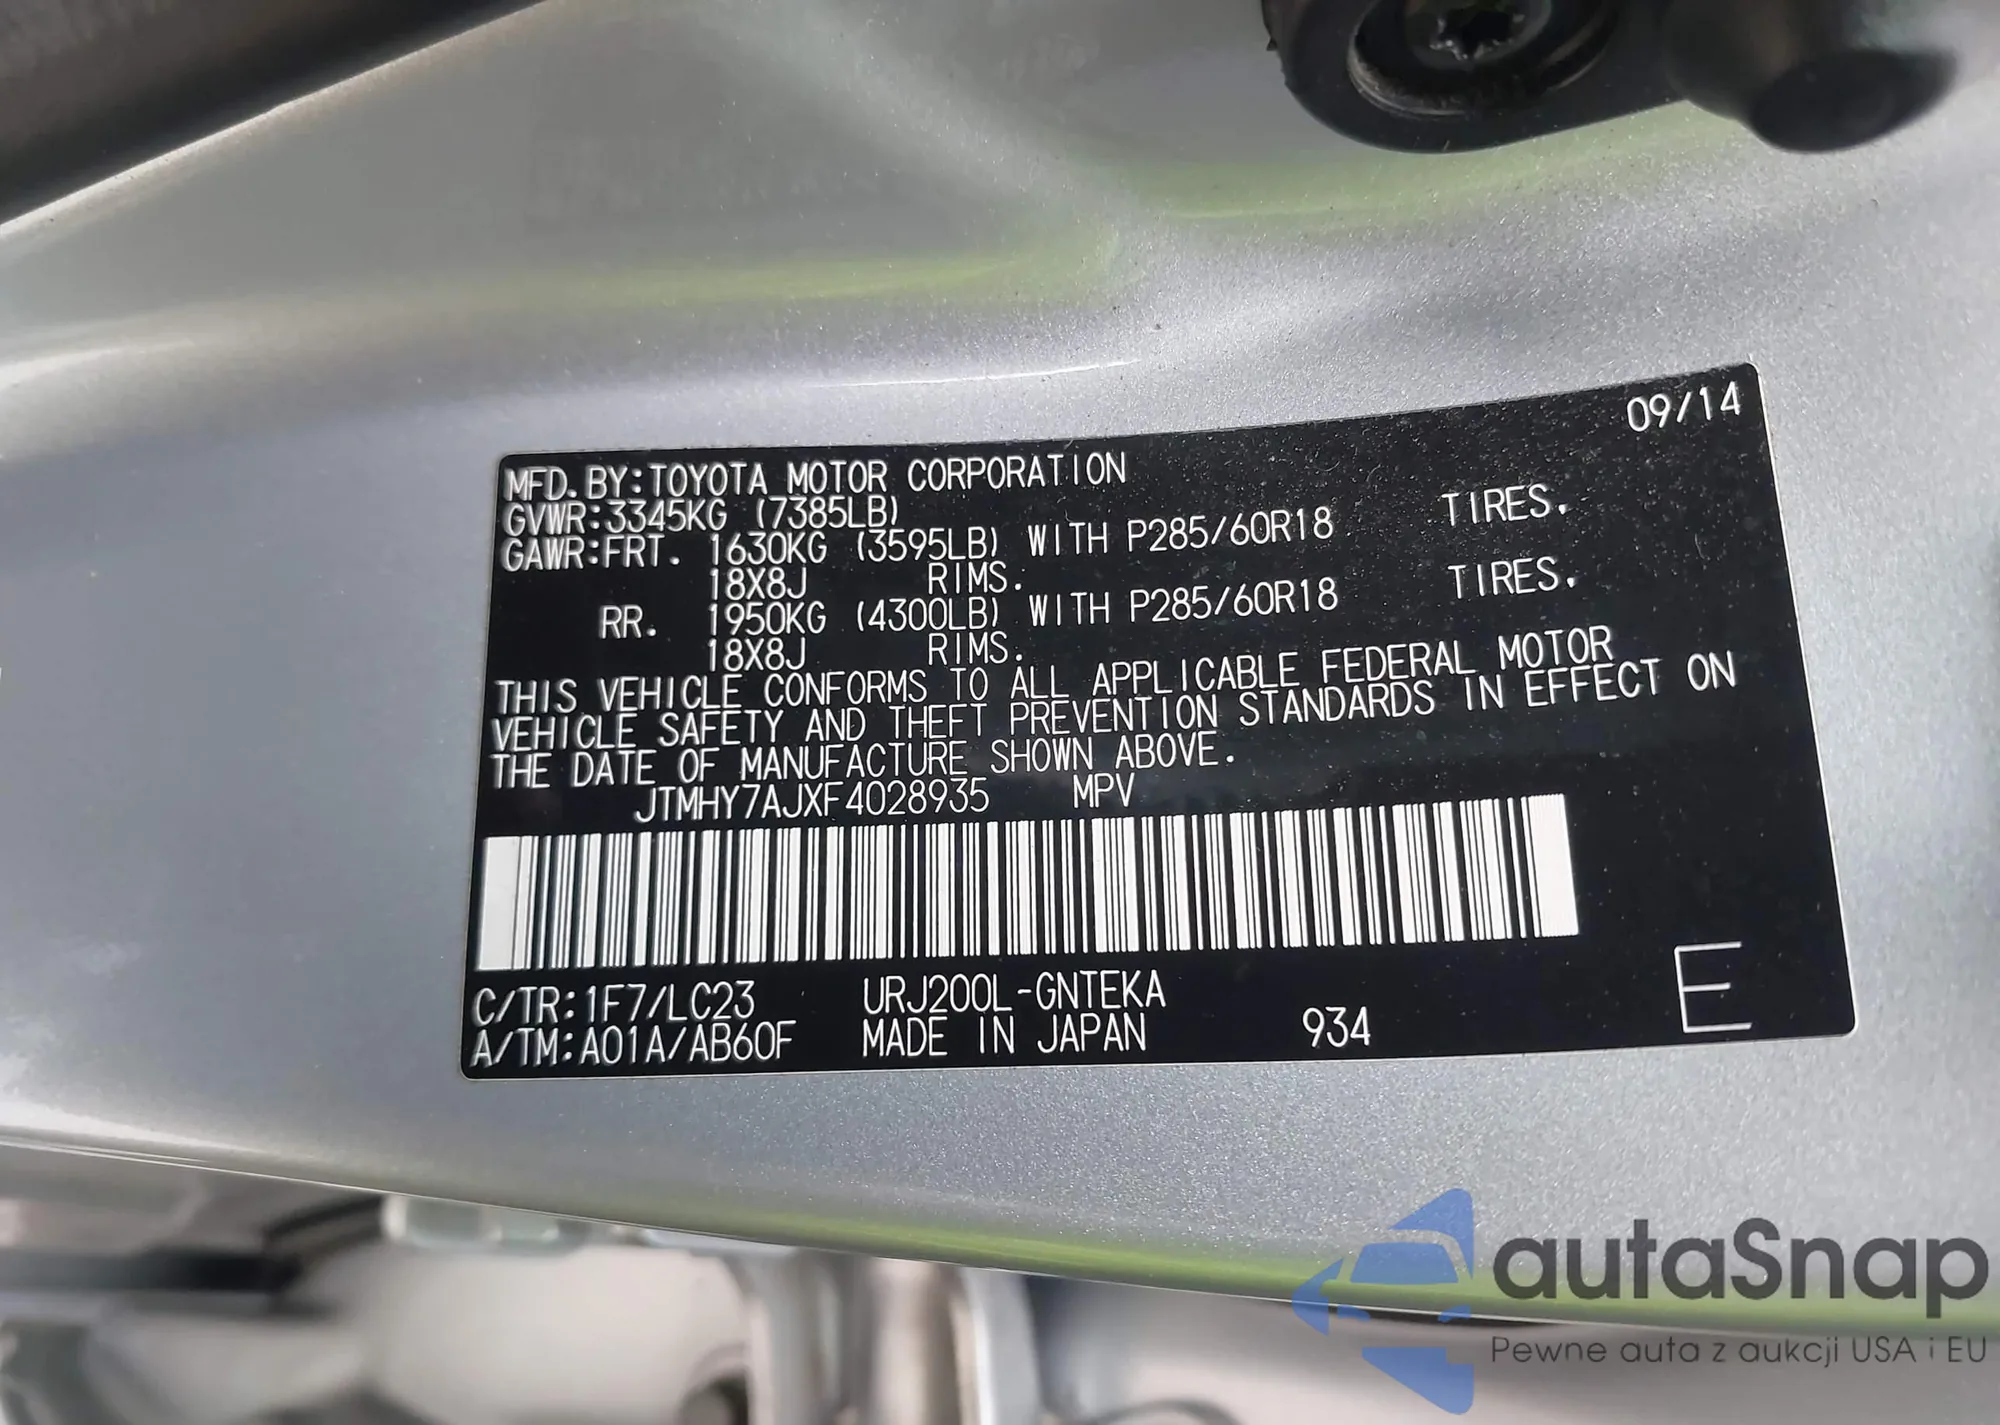 09/14
MFD.BY:TOYOTA MOTOR CORPORATION
GVWR:3345KG (7385LB)
GAWR:FRT. 1630KG (3595LB) WITH P285/60R18 TIRES.
18X8J RIMS.
RR. 1950KG (4300LB) WITH P285/60R18 TIRES.
18X8J RIMS.
THIS VEHICLE CONFORMS TO ALL APPLICABLE FEDERAL MOTOR
VEHICLE SAFETY AND THEFT PREVENTION STANDARDS IN EFFECT ON
THE DATE OF MANUFACTURE SHOWN ABOVE.
JTMHY7AJXF4028935 MPV
C/TR:1F7/LC23 URJ200L-GNTEKA
A/TM:A01A/AB60F MADE IN JAPAN 934
E
autaSnap
Pewne auta z aukcji USA i EU